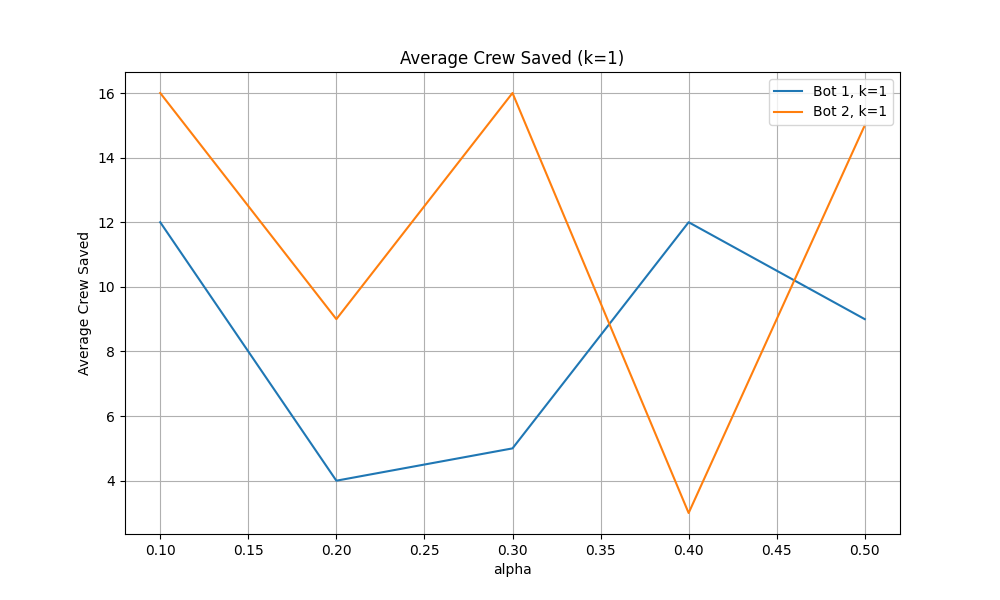 Average Crew Saved (k=1)
Bot 1, k=1
Bot 2, k=1
Average Crew Saved
16
14
12
10
8
6
4
0.10 0.15 0.20 0.25 0.30 0.35 0.40 0.45 0.50
alpha